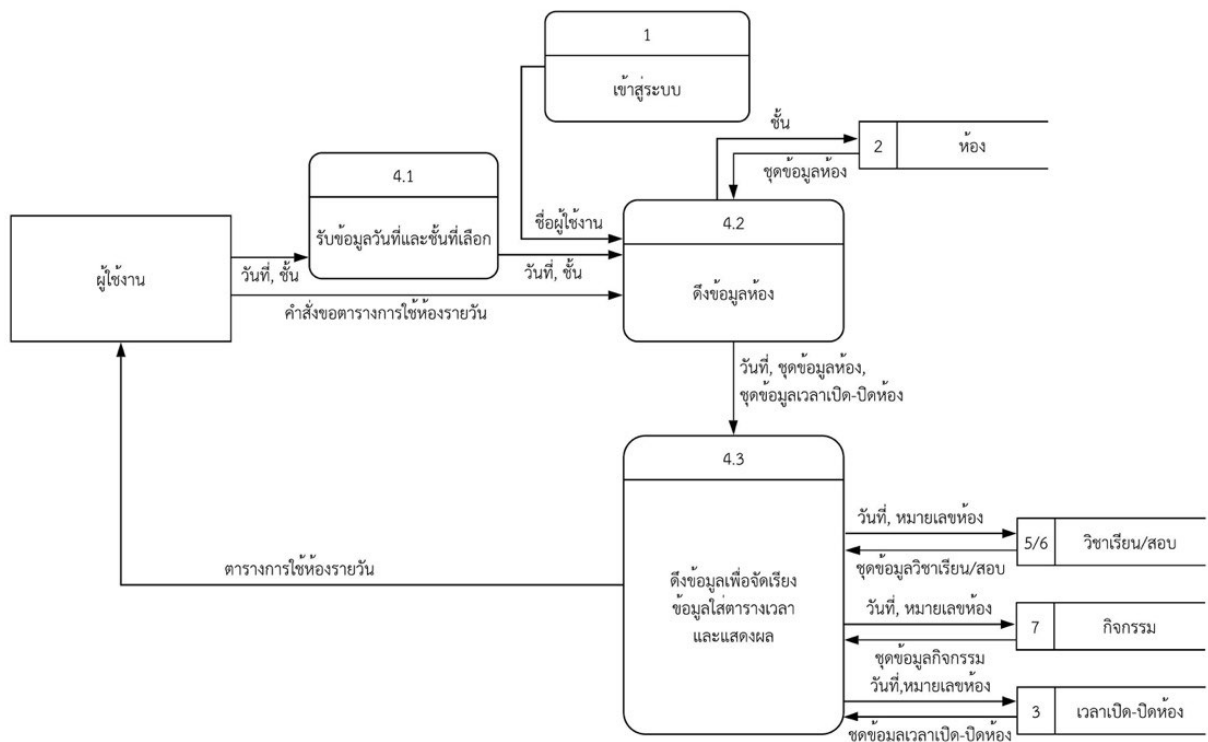 1
เข้าสู่ระบบ
ชั้น
2
ห้อง
ชุดข้อมูลห้อง
4.1
รับข้อมูลวันที่และชั้นที่เลือก
ชื่อผู้ใช้งาน
4.2
ดึงข้อมูลห้อง
ผู้ใช้งาน
วันที่, ชั้น
วันที่, ชั้น
คำสั่งขอตารางการใช้ห้องรายวัน
วันที่, ชุดข้อมูลห้อง,
ชุดข้อมูลเวลาเปิด-ปิดห้อง
4.3
ดึงข้อมูลเพื่อจัดเรียง
ข้อมูลใส่ตารางเวลา
และแสดงผล
ตารางการใช้ห้องรายวัน
วันที่, หมายเลขห้อง
5/6
วิชาเรียน/สอบ
ชุดข้อมูลวิชาเรียน/สอบ
วันที่, หมายเลขห้อง
7
กิจกรรม
ชุดข้อมูลกิจกรรม
วันที่,หมายเลขห้อง
3
เวลาเปิด-ปิดห้อง
ชุดข้อมูลเวลาเปิด-ปิดห้อง